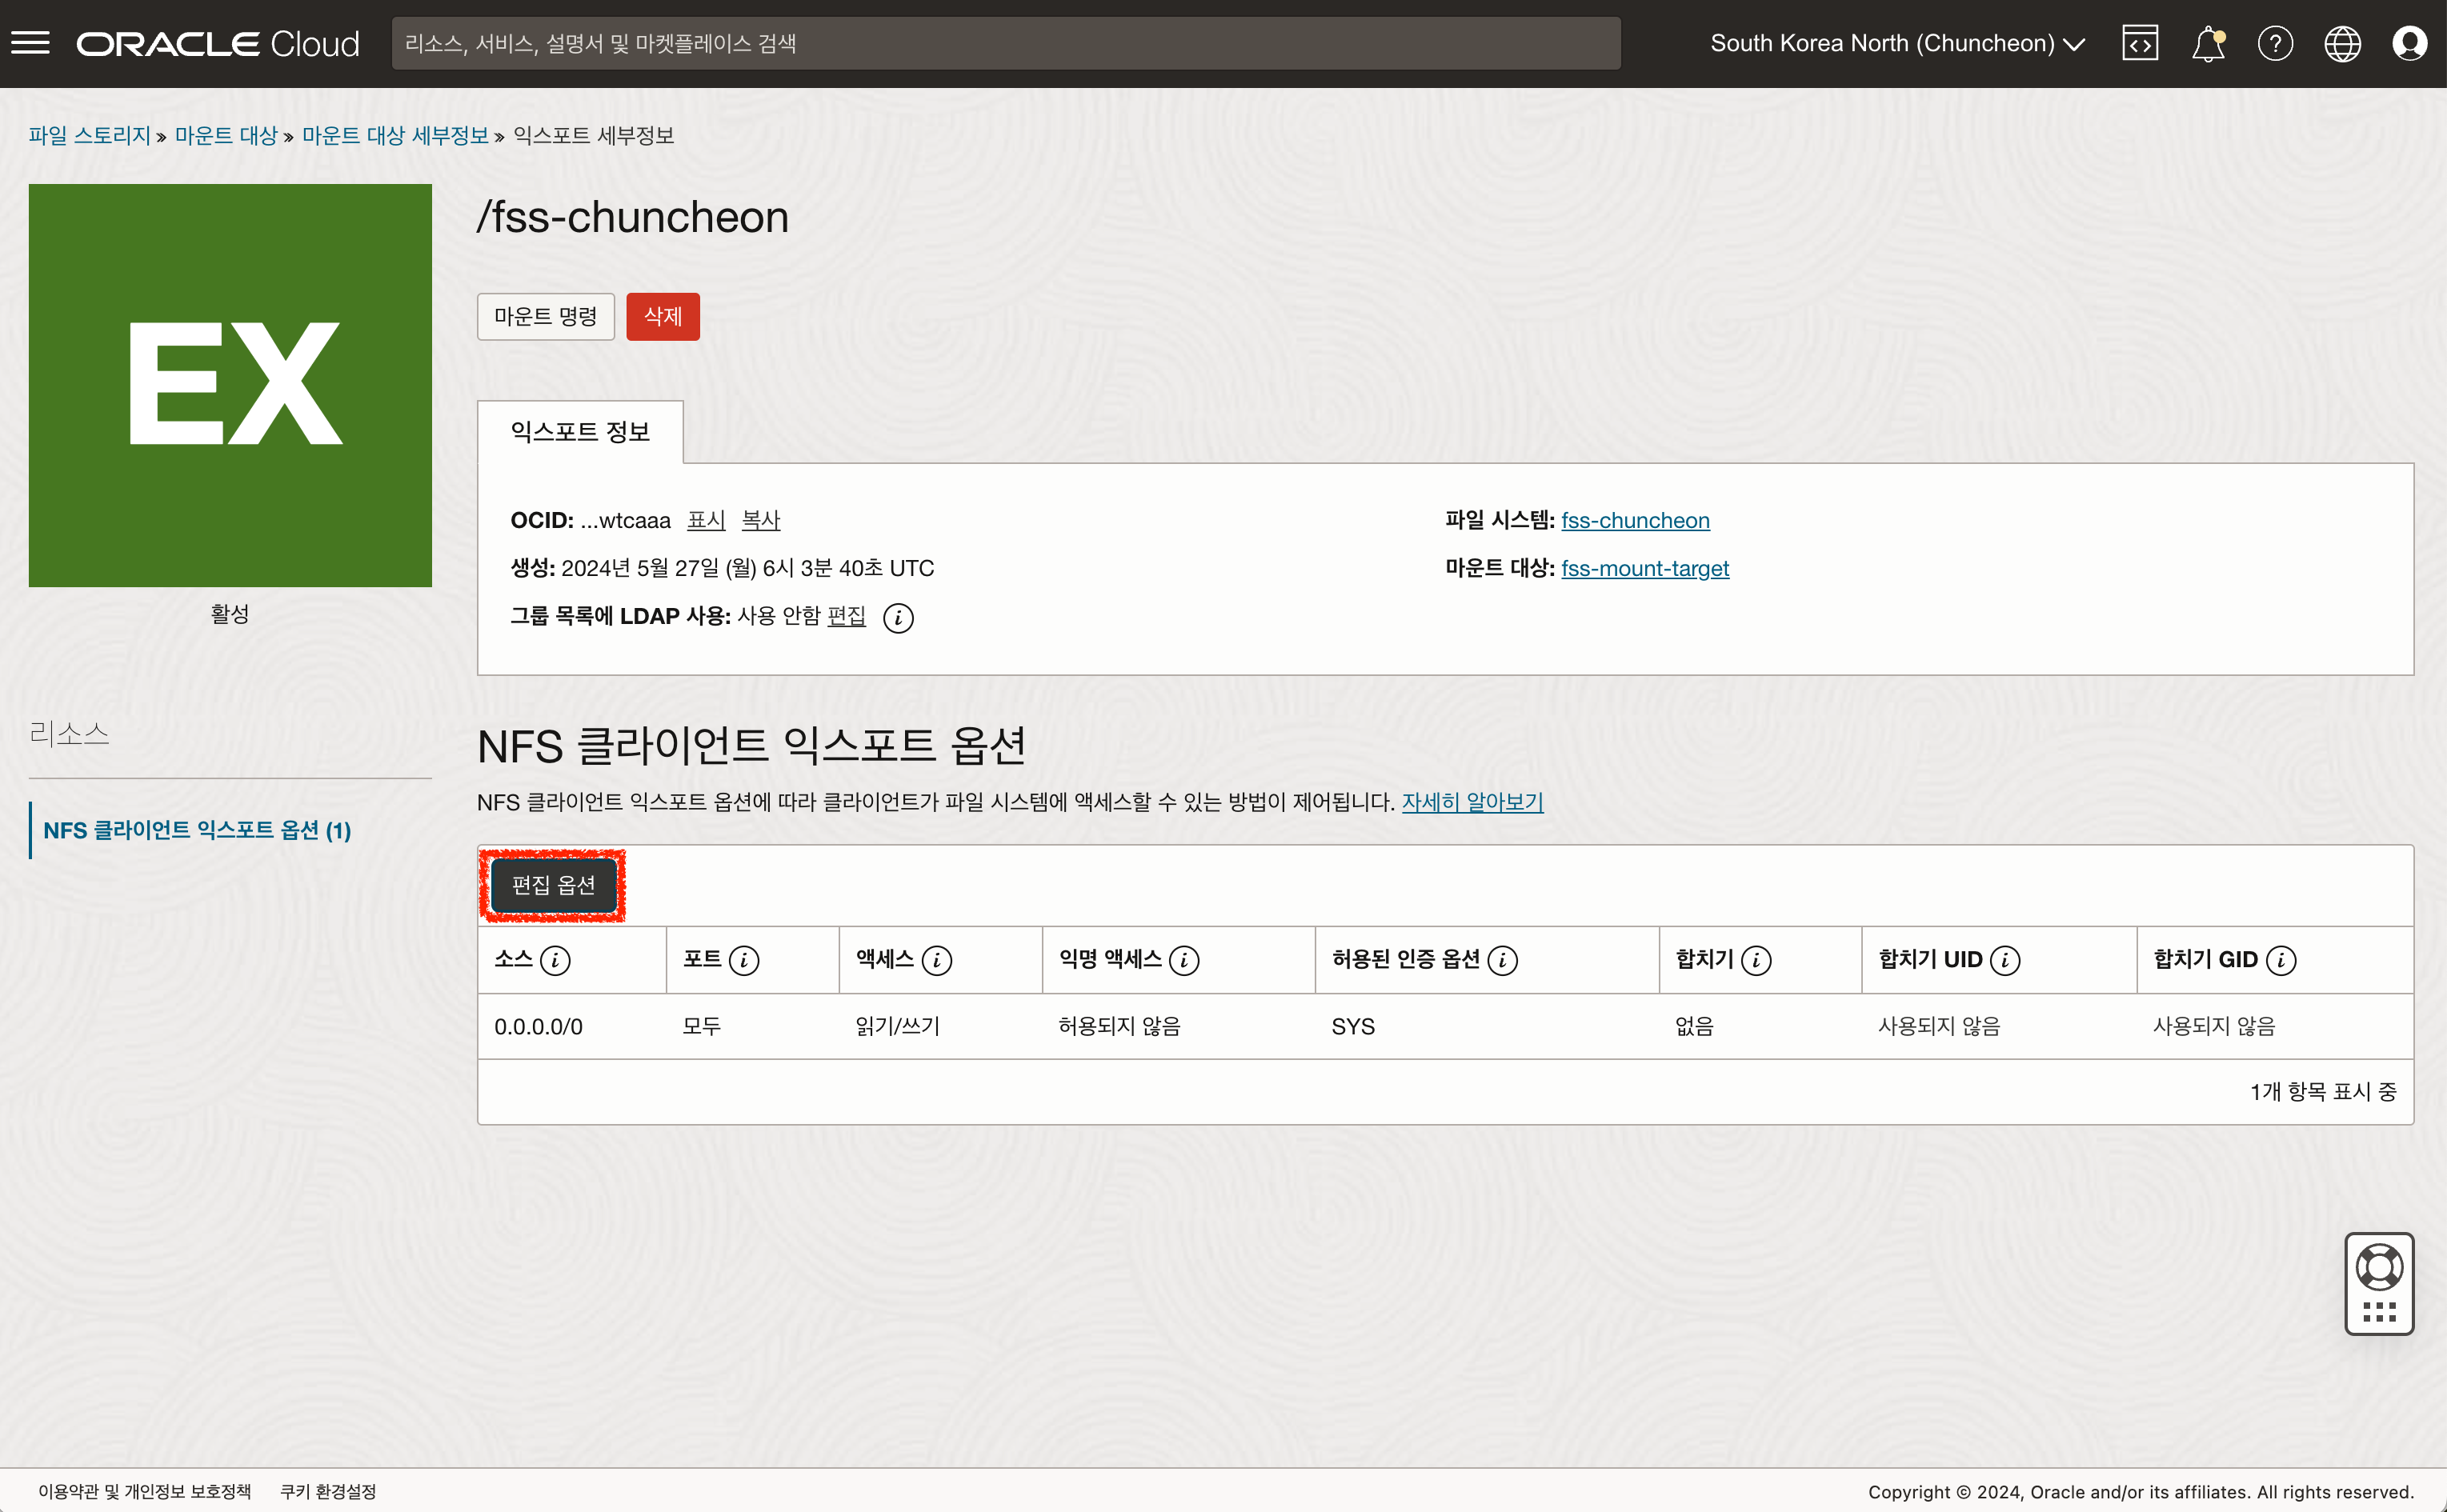 ORACLE Cloud
리소스, 서비스, 설명서 및 마켓플레이스 검색
South Korea North (Chuncheon)
파일 스토리지 » 마운트 대상 » 마운트 대상 세부정보 » 익스포트 세부정보
EX
활성
/fss-chuncheon
마운트 명령 삭제
익스포트 정보
OCID: ...wtcaaa 표시 복사
생성: 2024년 5월 27일 (월) 6시 3분 40초 UTC
그룹 목록에 LDAP 사용: 사용 안함 편집
파일 시스템: fss-chuncheon
마운트 대상: fss-mount-target
리소스
NFS 클라이언트 익스포트 옵션 (1)
NFS 클라이언트 익스포트 옵션
NFS 클라이언트 익스포트 옵션에 따라 클라이언트가 파일 시스템에 액세스할 수 있는 방법이 제어됩니다. 자세히 알아보기
편집 옵션
소스 포트 액세스 익명 액세스 허용된 인증 옵션 합치기 합치기 UID 합치기 GID
0.0.0.0/0 모두 읽기/쓰기 허용되지 않음 SYS 없음 사용되지 않음 사용되지 않음
1개 항목 표시 중
이용약관 및 개인정보 보호정책 쿠키 환경설정
Copyright © 2024, Oracle and/or its affiliates. All rights reserved.